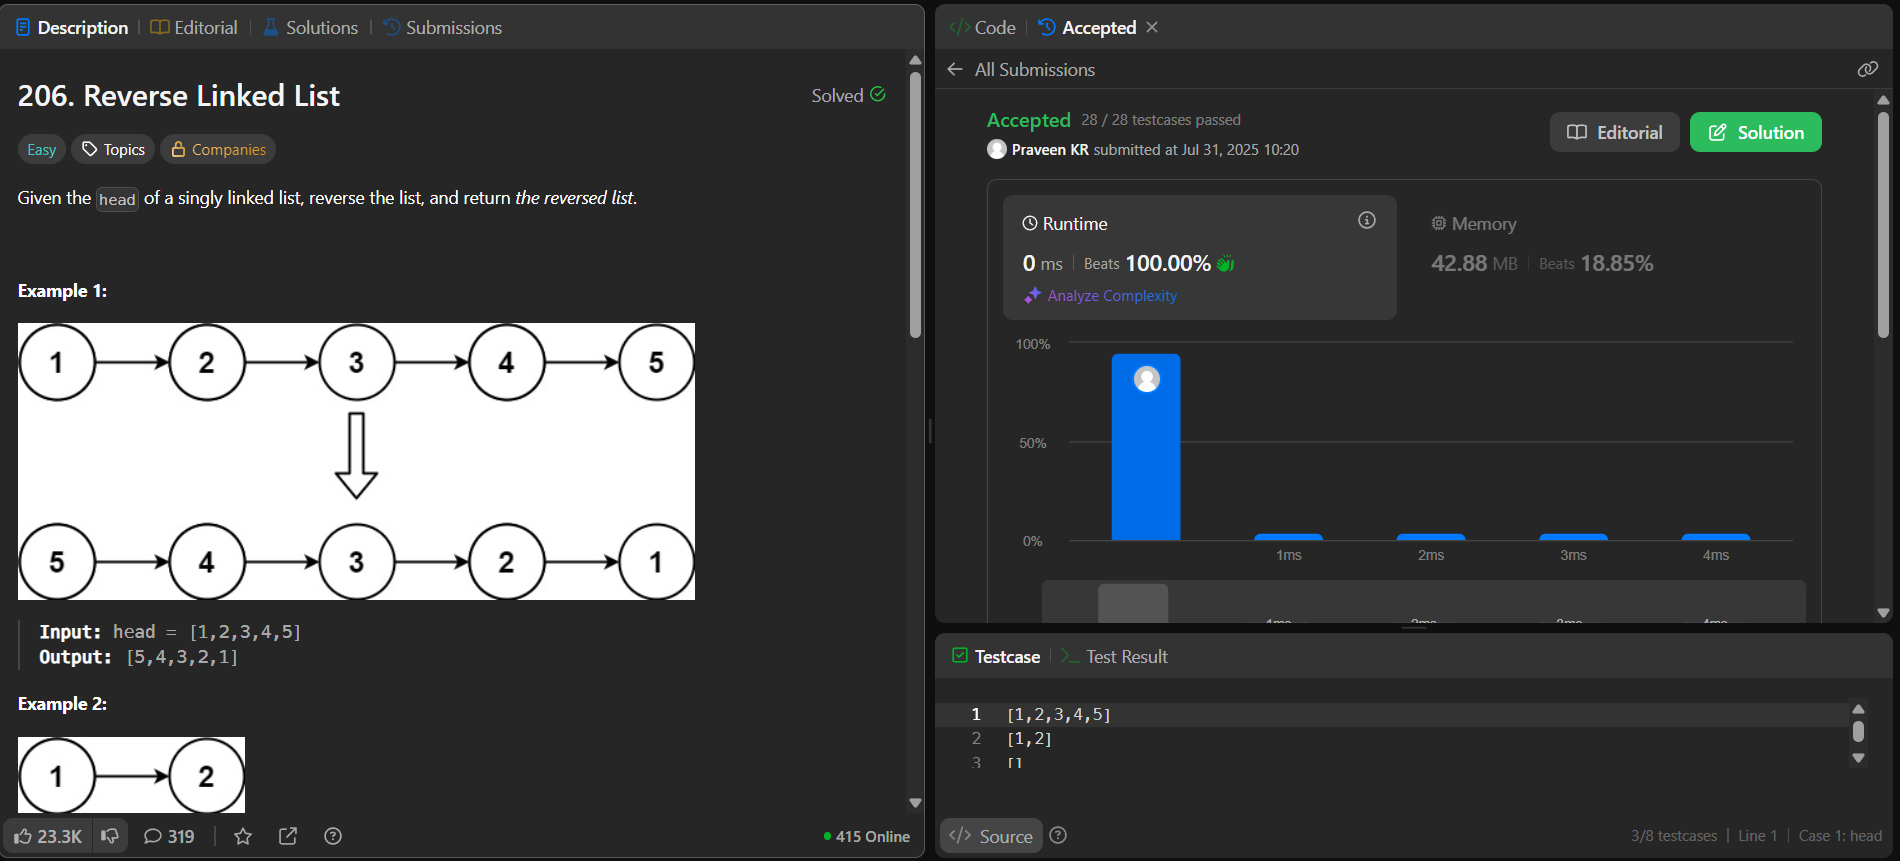 Description Editorial Solutions Submissions
206. Reverse Linked List
Solved
Easy Topics Companies
Given the head of a singly linked list, reverse the list, and return the reversed list.
Example 1:
1 2 3 4 5
5 4 3 2 1
Input: head = [1,2,3,4,5]
Output: [5,4,3,2,1]
Example 2:
1 2
23.3K 319
415 Online
Code Accepted
All Submissions
Accepted 28 / 28 testcases passed
Praveen KR submitted at Jul 31, 2025 10:20
Editorial Solution
Runtime
0 ms Beats 100.00%
Analyze Complexity
Memory
42.88 MB Beats 18.85%
100%
50%
0%
1ms 2ms 3ms 4ms
1ms 2ms 3ms 4ms
Testcase >_ Test Result
1 [1,2,3,4,5]
2 [1,2]
3 []
</> Source
3/8 testcases Line 1 Case 1: head